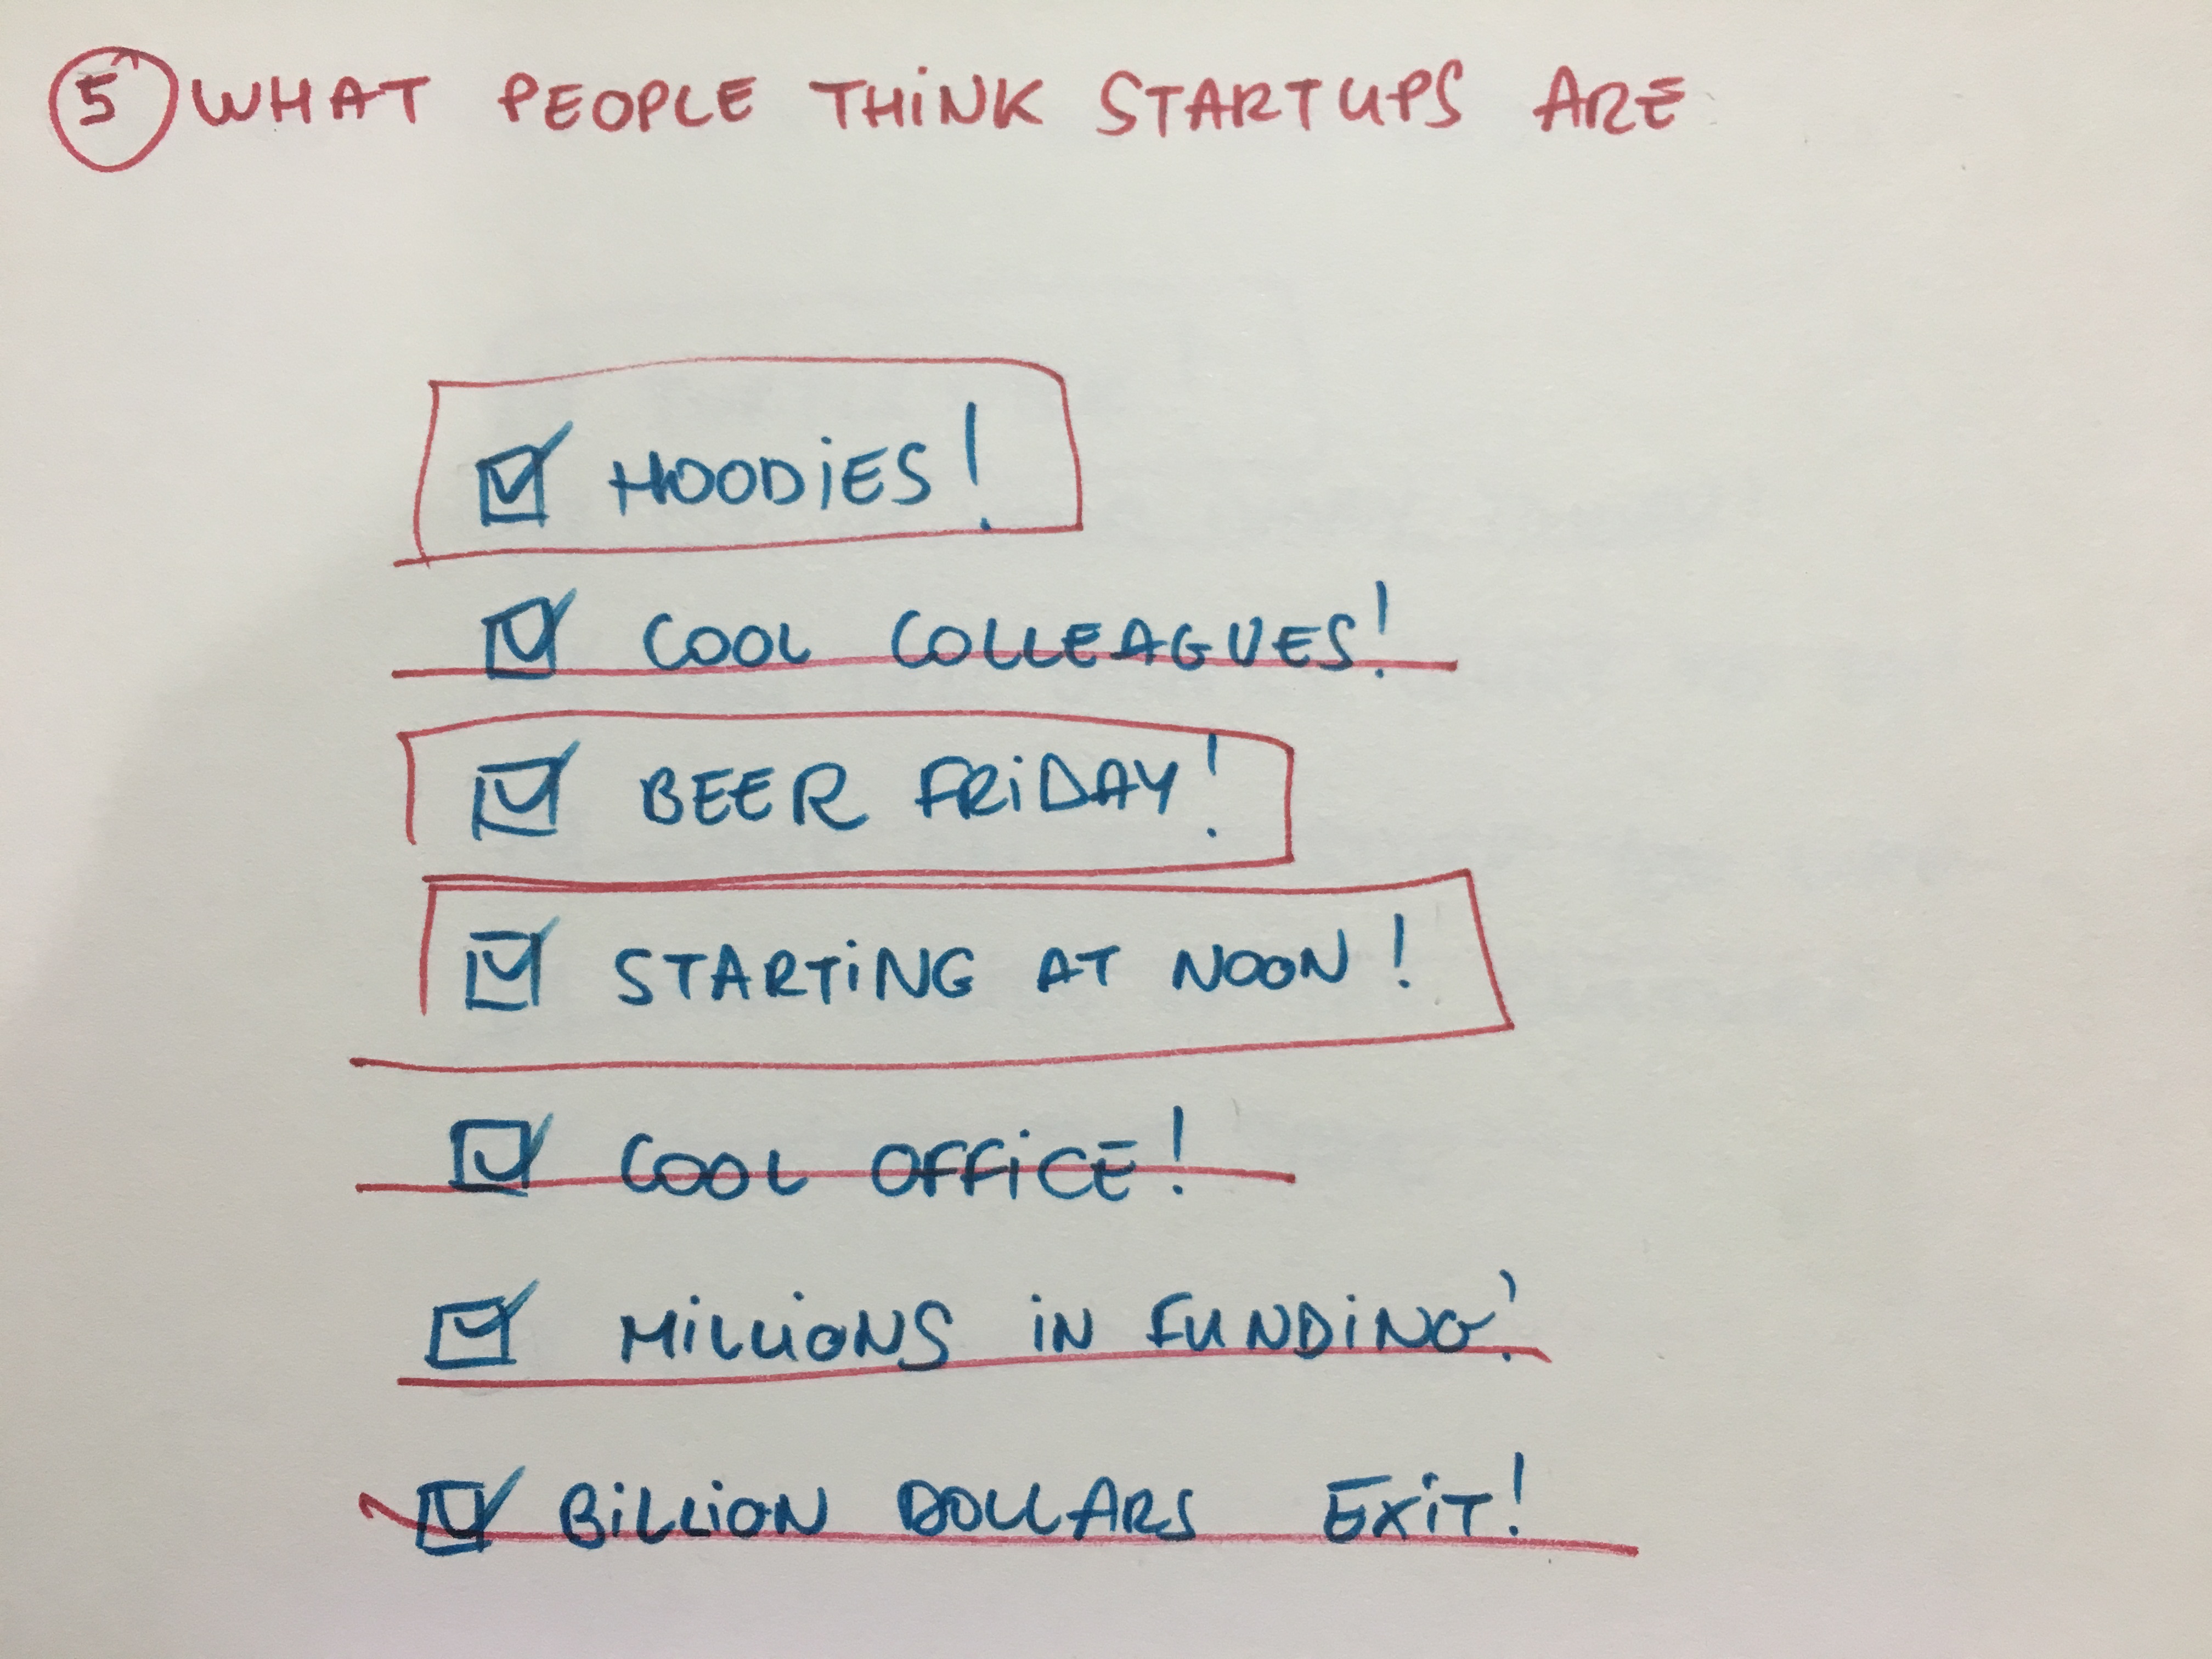 5 WHAT PEOPLE THINK STARTUPS ARE
HOODIES!
COOL COLLEAGUES!
BEER FRIDAY!
STARTING AT NOON!
COOL OFFICE!
MILLIONS IN FUNDING!
BILLION DOLLARS EXIT!